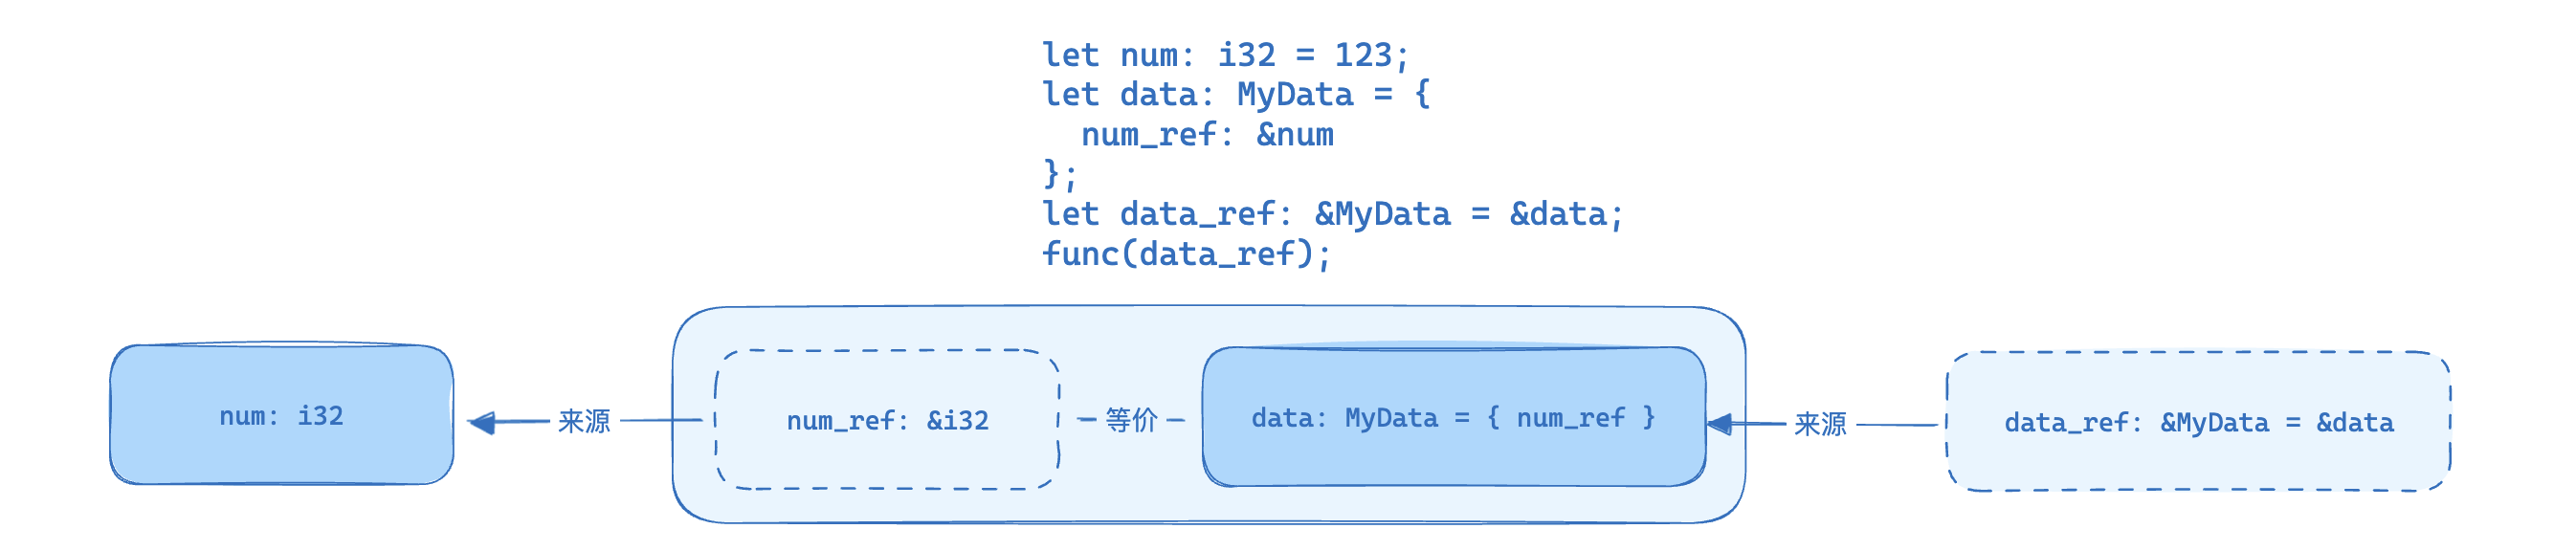 let num: i32 = 123;
let data: MyData = {
  num_ref: &num
};
let data_ref: &MyData = &data;
func(data_ref);
num: i32
来源
num_ref: &i32
等价
data: MyData = { num_ref }
来源
data_ref: &MyData = &data